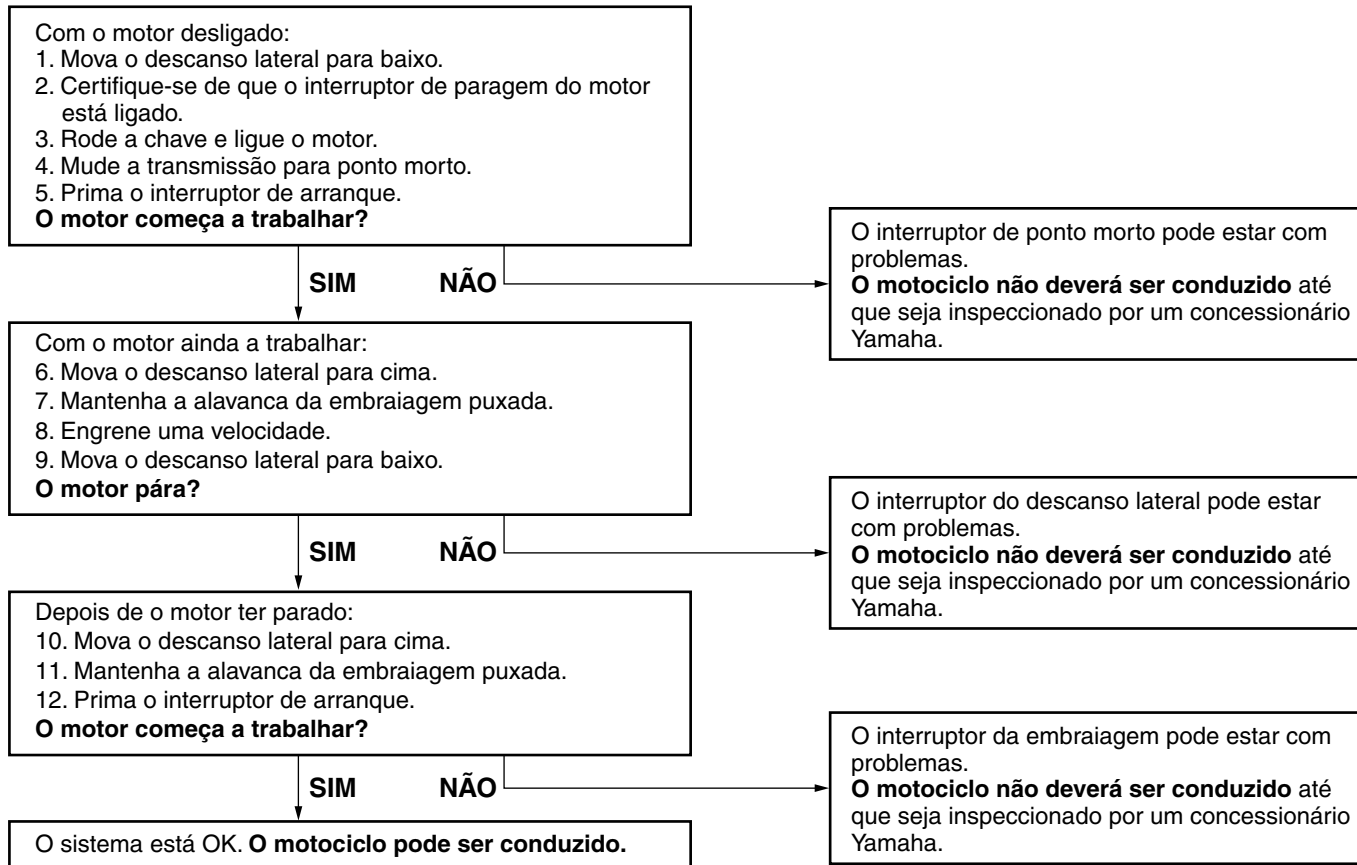 Com o motor desligado:
1. Mova o descanso lateral para baixo.
2. Certifique-se de que o interruptor de paragem do motor
está ligado.
3. Rode a chave e ligue o motor.
4. Mude a transmissão para ponto morto.
5. Prima o interruptor de arranque.
O motor começa a trabalhar?
SIM NÃO
O interruptor de ponto morto pode estar com
problemas.
O motociclo não deverá ser conduzido até
que seja inspeccionado por um concessionário
Yamaha.
Com o motor ainda a trabalhar:
6. Mova o descanso lateral para cima.
7. Mantenha a alavanca da embraiagem puxada.
8. Engrene uma velocidade.
9. Mova o descanso lateral para baixo.
O motor pára?
SIM NÃO
O interruptor do descanso lateral pode estar
com problemas.
O motociclo não deverá ser conduzido até
que seja inspeccionado por um concessionário
Yamaha.
Depois de o motor ter parado:
10. Mova o descanso lateral para cima.
11. Mantenha a alavanca da embraiagem puxada.
12. Prima o interruptor de arranque.
O motor começa a trabalhar?
SIM NÃO
O interruptor da embraiagem pode estar com
problemas.
O motociclo não deverá ser conduzido até
que seja inspeccionado por um concessionário
Yamaha.
O sistema está OK. O motociclo pode ser conduzido.